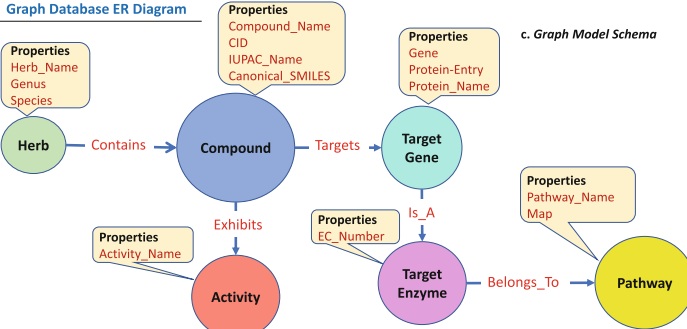 Graph Database ER Diagram
c. Graph Model Schema
Properties
Herb_Name
Genus
Species
Properties
Compound_Name
CID
IUPAC_Name
Canonical_SMILES
Properties
Gene
Protein-Entry
Protein_Name
Herb
Contains
Compound
Targets
Target
Gene
Exhibits
Is_A
Properties
Activity_Name
Activity
Properties
EC_Number
Target
Enzyme
Belongs_To
Properties
Pathway_Name
Map
Pathway